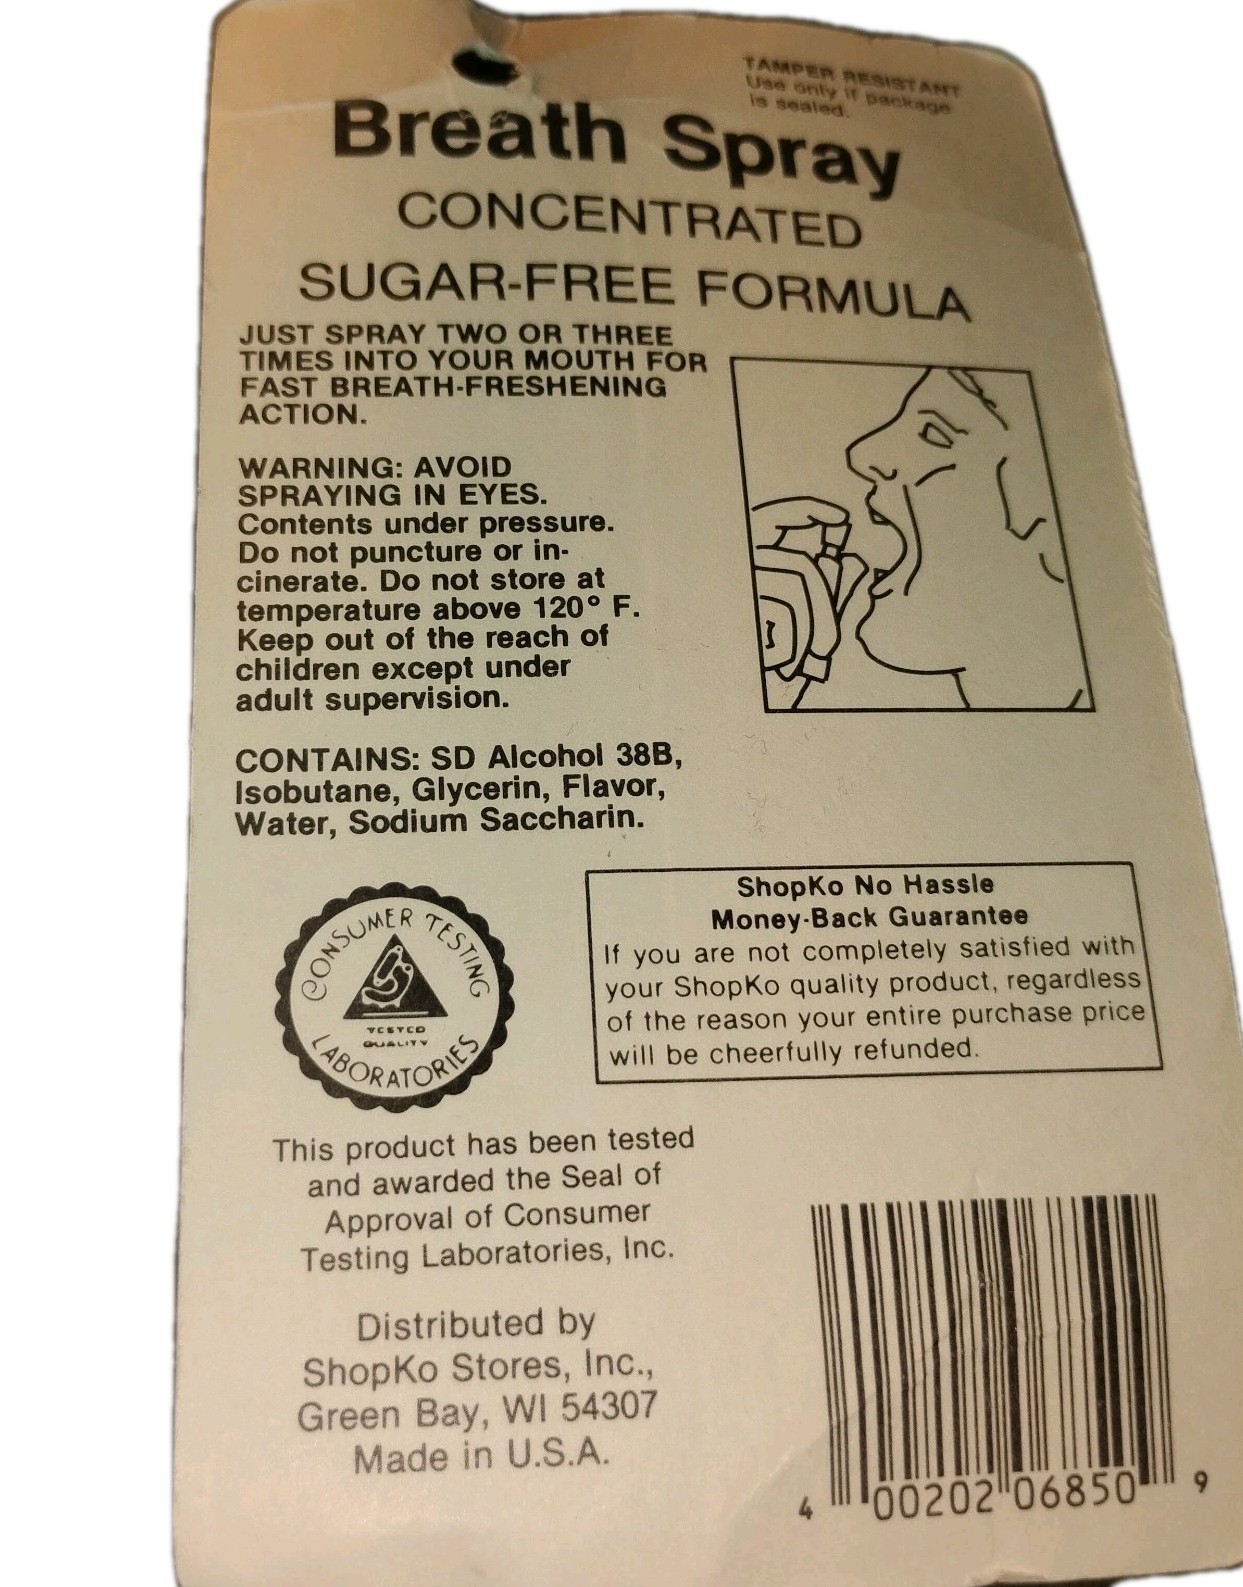 TAMPER RESISTANT
Use only if package
is sealed.
Breath Spray
CONCENTRATED
SUGAR-FREE FORMULA
JUST SPRAY TWO OR THREE
TIMES INTO YOUR MOUTH FOR
FAST BREATH-FRESHENING
ACTION.
WARNING: AVOID
SPRAYING IN EYES.
Contents under pressure.
Do not puncture or in-
cinerate. Do not store at
temperature above 120° F.
Keep out of the reach of
children except under
adult supervision.
CONTAINS: SD Alcohol 38B,
Isobutane, Glycerin, Flavor,
Water, Sodium Saccharin.
CONSUMER TESTING
TESTED
QUALITY
LABORATORIES
ShopKo No Hassle
Money-Back Guarantee
If you are not completely satisfied with
your ShopKo quality product, regardless
of the reason your entire purchase price
will be cheerfully refunded.
This product has been tested
and awarded the Seal of
Approval of Consumer
Testing Laboratories, Inc.
Distributed by
ShopKo Stores, Inc.,
Green Bay, WI 54307
Made in U.S.A.
4 00202 06850 9